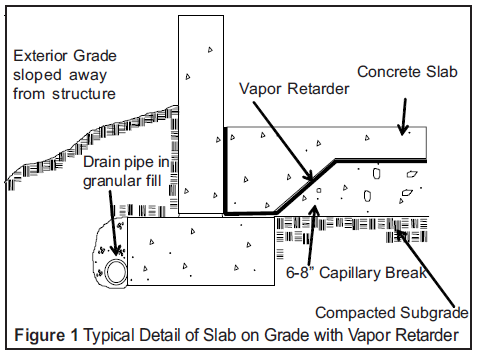 Exterior Grade
sloped away
from structure
Concrete Slab
Vapor Retarder
Drain pipe in
granular fill
6-8" Capillary Break
Compacted Subgrade
Figure 1 Typical Detail of Slab on Grade with Vapor Retarder